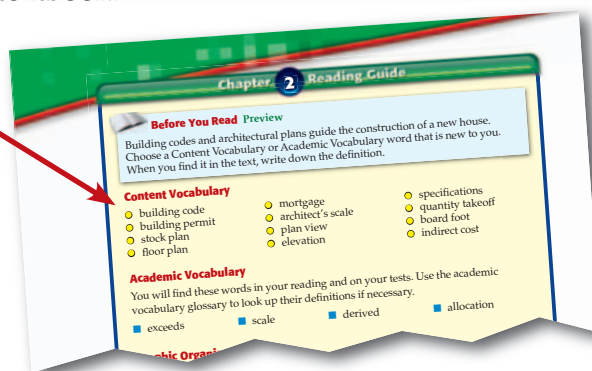 Chapter 2 Reading Guide
Before You Read Preview
Building codes and architectural plans guide the construction of a new house.
Choose a Content Vocabulary or Academic Vocabulary word that is new to you.
When you find it in the text, write down the definition.
Content Vocabulary
building code
building permit
stock plan
floor plan
mortgage
architect's scale
plan view
elevation
specifications
quantity takeoff
board foot
indirect cost
Academic Vocabulary
You will find these words in your reading and on your tests. Use the academic
vocabulary glossary to look up their definitions if necessary.
exceeds
scale
derived
allocation